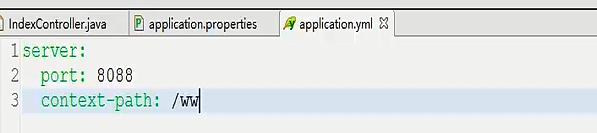 IndexController.java application.properties application.yml
1 server:
2 port: 8088
3 context-path: /ww